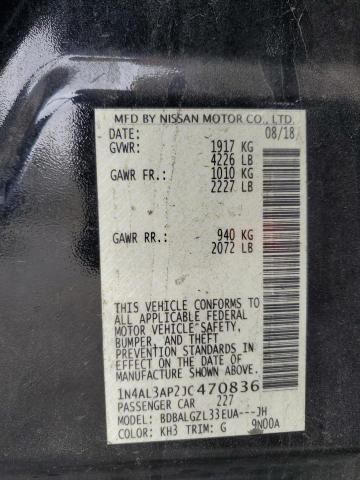 MFD BY NISSAN MOTOR CO., LTD.
DATE: 08/18
GVWR: 1917 KG
4226 LB
GAWR FR.: 1010 KG
2227 LB
GAWR RR.: 940 KG
2072 LB
THIS VEHICLE CONFORMS TO
ALL APPLICABLE FEDERAL
MOTOR VEHICLE SAFETY,
BUMPER, AND THEFT
PREVENTION STANDARDS IN
EFFECT ON THE DATE OF
MANUFACTURE SHOWN ABOVE.
1N4AL3AP2JC470836
PASSENGER CAR 227
MODEL: BDBALGZL33EUA---JH
COLOR: KH3 TRIM: G 9N00A